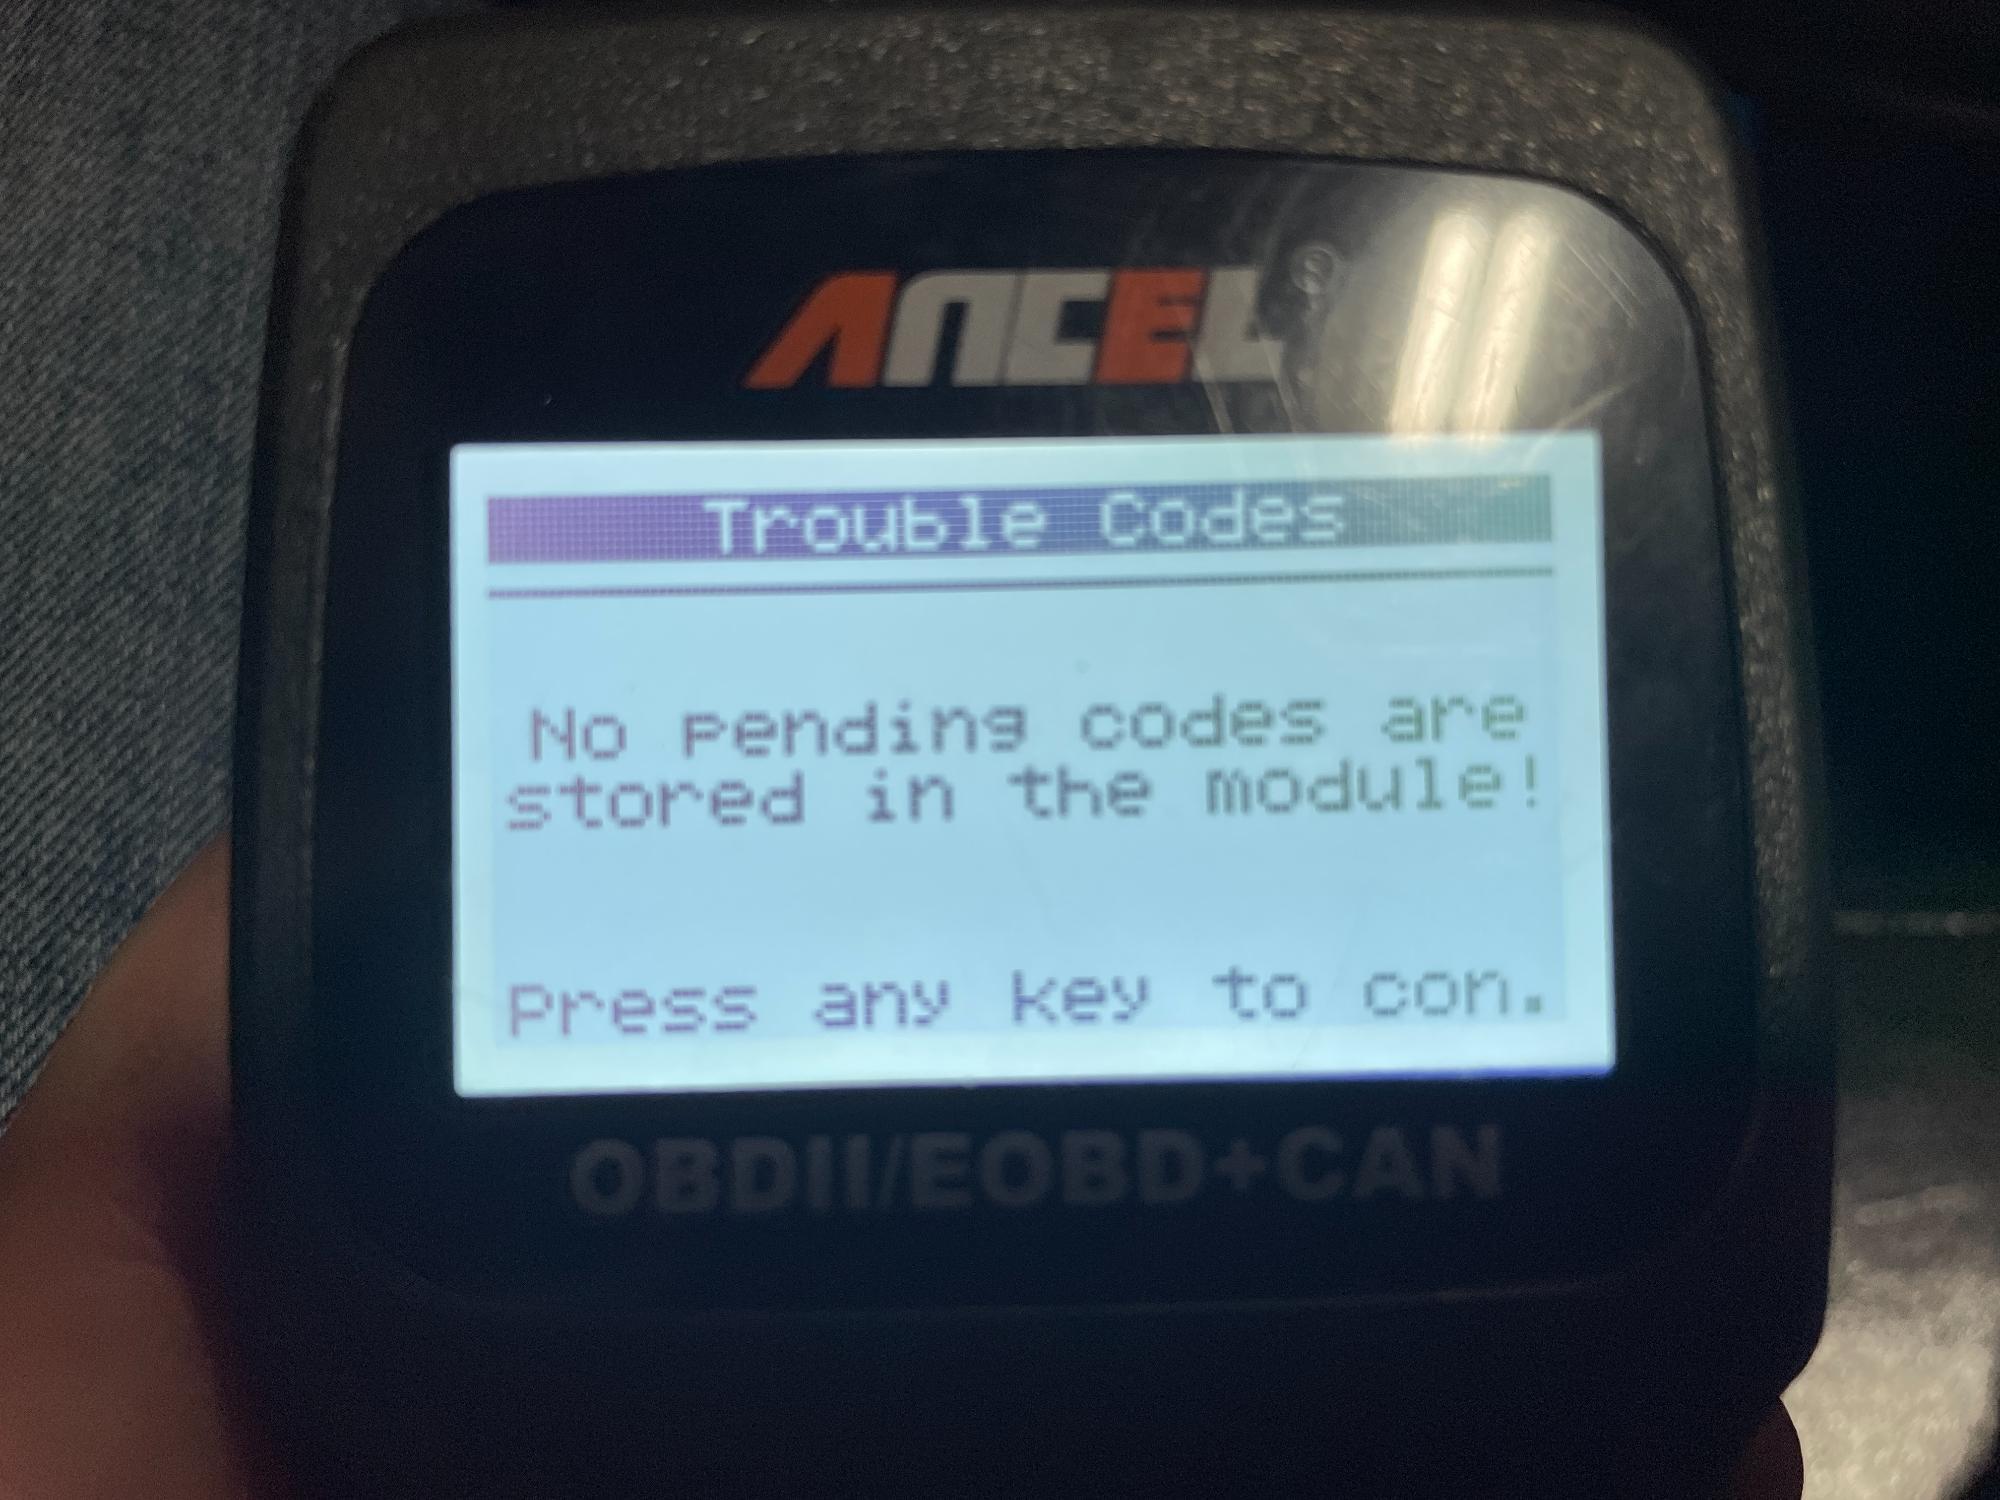 ANCEL®
Trouble Codes
No pending codes are
stored in the module!
Press any key to con.
OBDII/EOBD+CAN